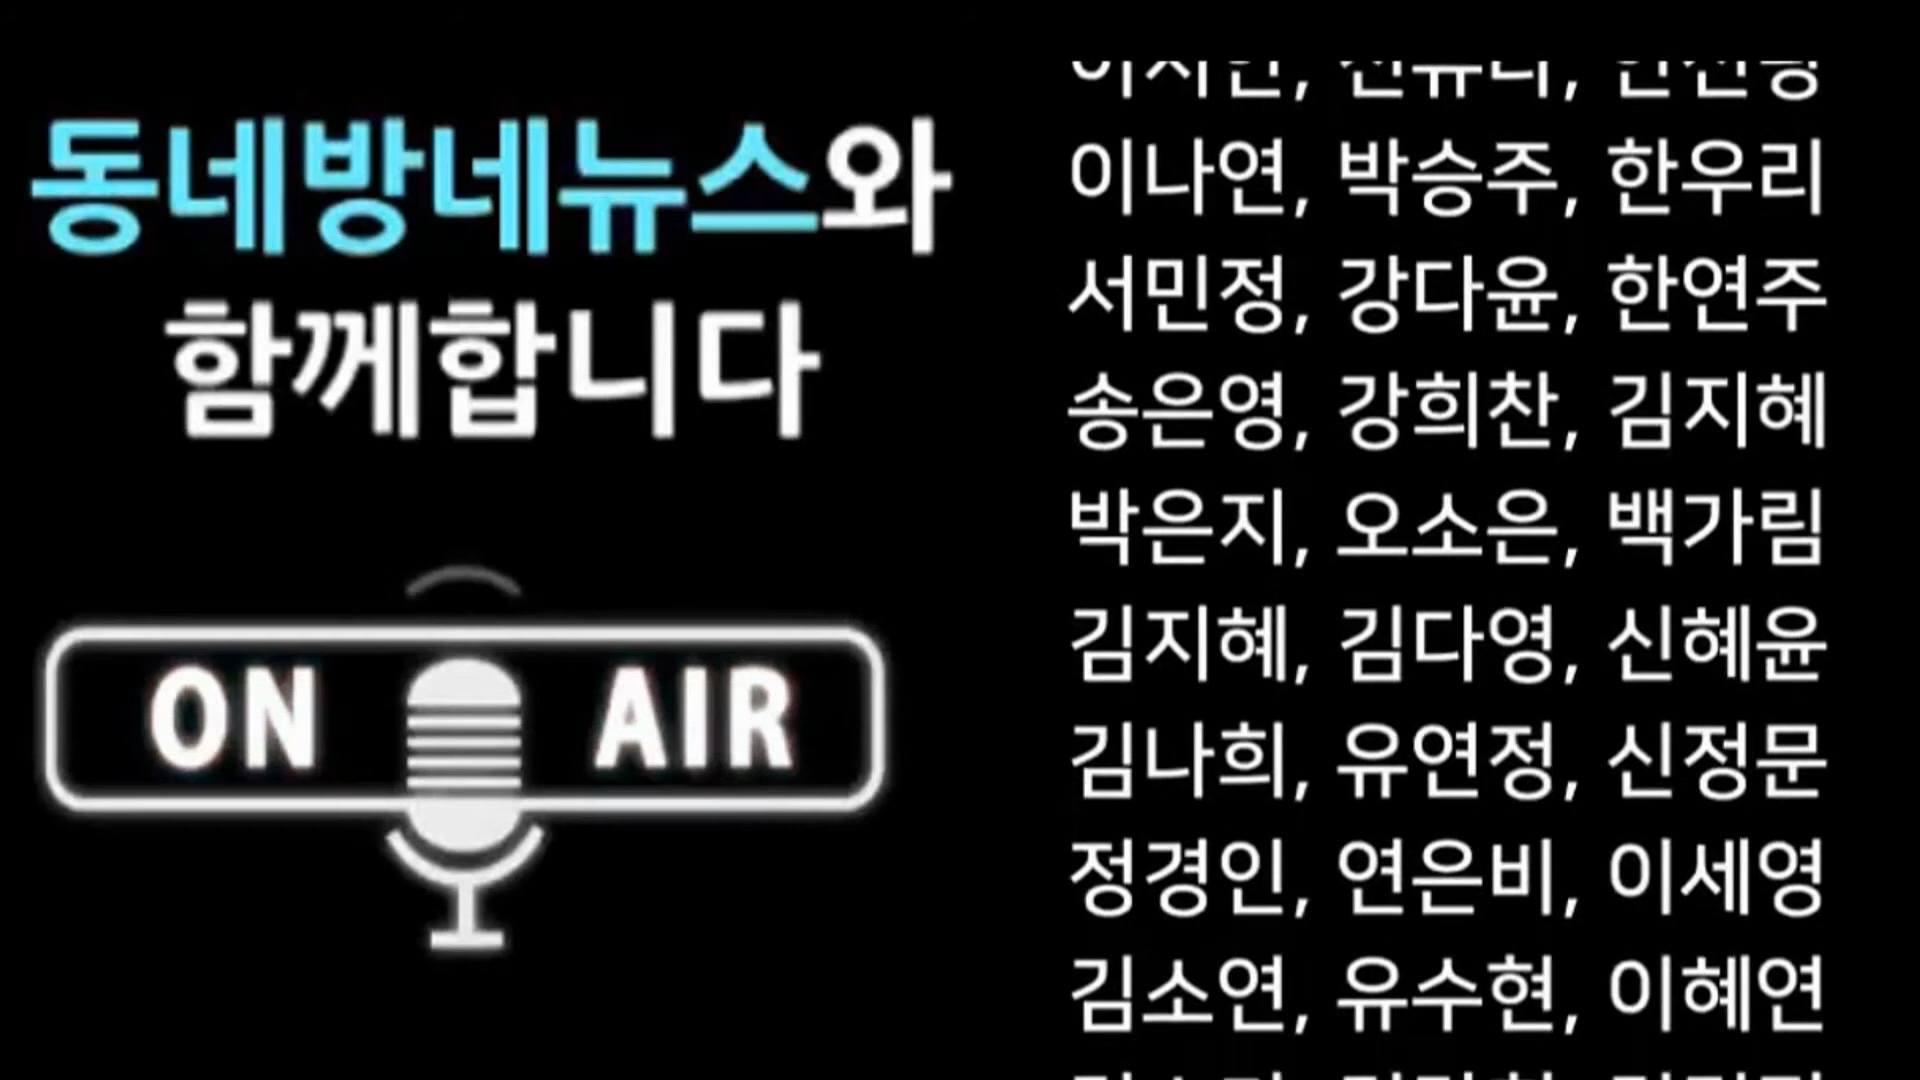 동네방네뉴스와
함께합니다
ON AIR
이나연, 박승주, 한우리
서민정, 강다윤, 한연주
송은영, 강희찬, 김지혜
박은지, 오소은, 백가림
김지혜, 김다영, 신혜윤
김나희, 유연정, 신정문
정경인, 연은비, 이세영
김소연, 유수현, 이혜연